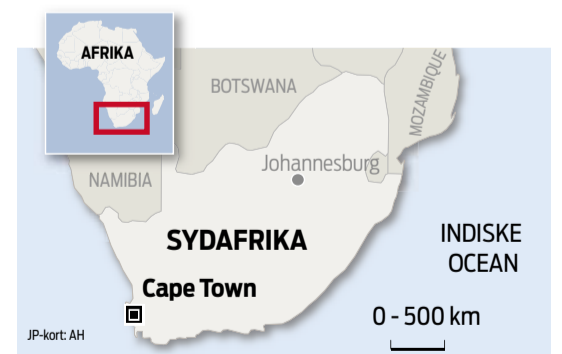 AFRIKA
BOTSWANA
MOZAMBIQUE
Johannesburg
NAMIBIA
SYDAFRIKA
INDISKE
OCEAN
Cape Town
0 - 500 km
JP-kort: AH